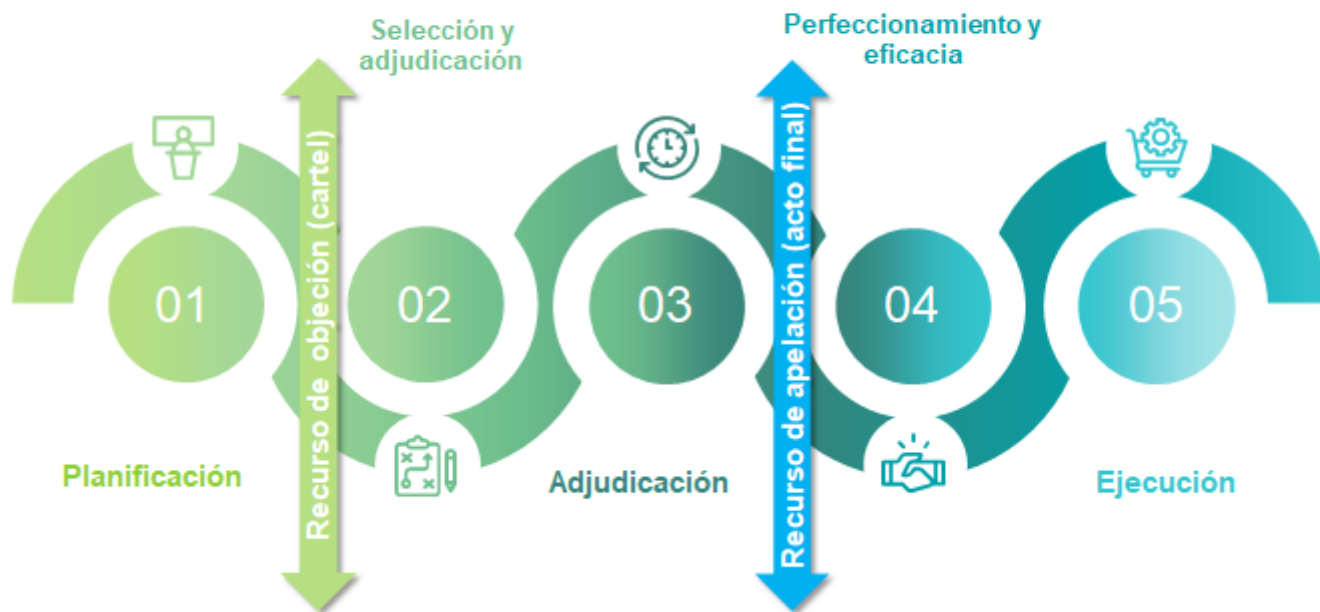 Selección y
adjudicación
Perfeccionamiento y
eficacia
01
Recurso de objeción (cartel)
02
03
Recurso de apelación (acto final)
04
05
Planificación
Adjudicación
Ejecución